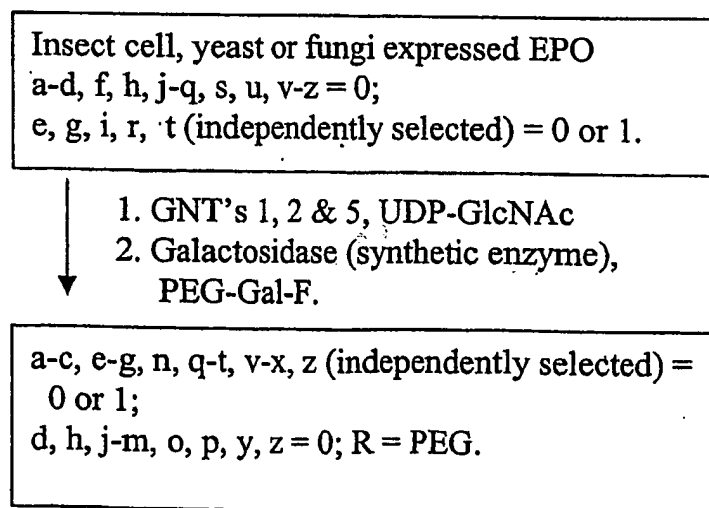 Insect cell, yeast or fungi expressed EPO
a-d, f, h, j-q, s, u, v-z = 0;
e, g, i, r, t (independently selected) = 0 or 1.
1. GNT's 1, 2 & 5, UDP-GlcNAc
2. Galactosidase (synthetic enzyme),
PEG-Gal-F.
a-c, e-g, n, q-t, v-x, z (independently selected) =
0 or 1;
d, h, j-m, o, p, y, z = 0; R = PEG.